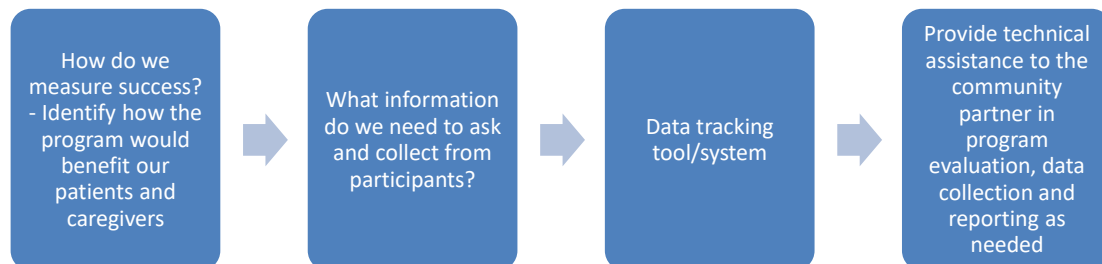 How do we
measure success?
- Identify how the
program would
benefit our
patients and
caregivers
What information
do we need to ask
and collect from
participants?
Data tracking
tool/system
Provide technical
assistance to the
community
partner in
program
evaluation, data
collection and
reporting as
needed